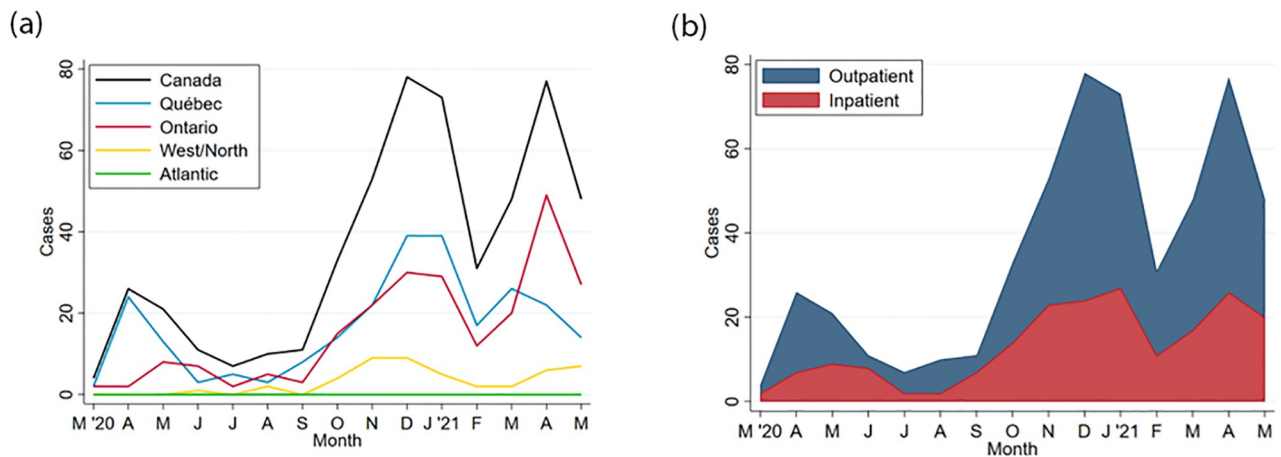 (a)
Canada
Québec
Ontario
West/North
Atlantic
80
60
40
20
0
Cases
M '20 A M J J A S O N D J '21 F M A M
Month
(b)
Outpatient
Inpatient
80
60
40
20
0
Cases
M '20 A M J J A S O N D J '21 F M A M
Month